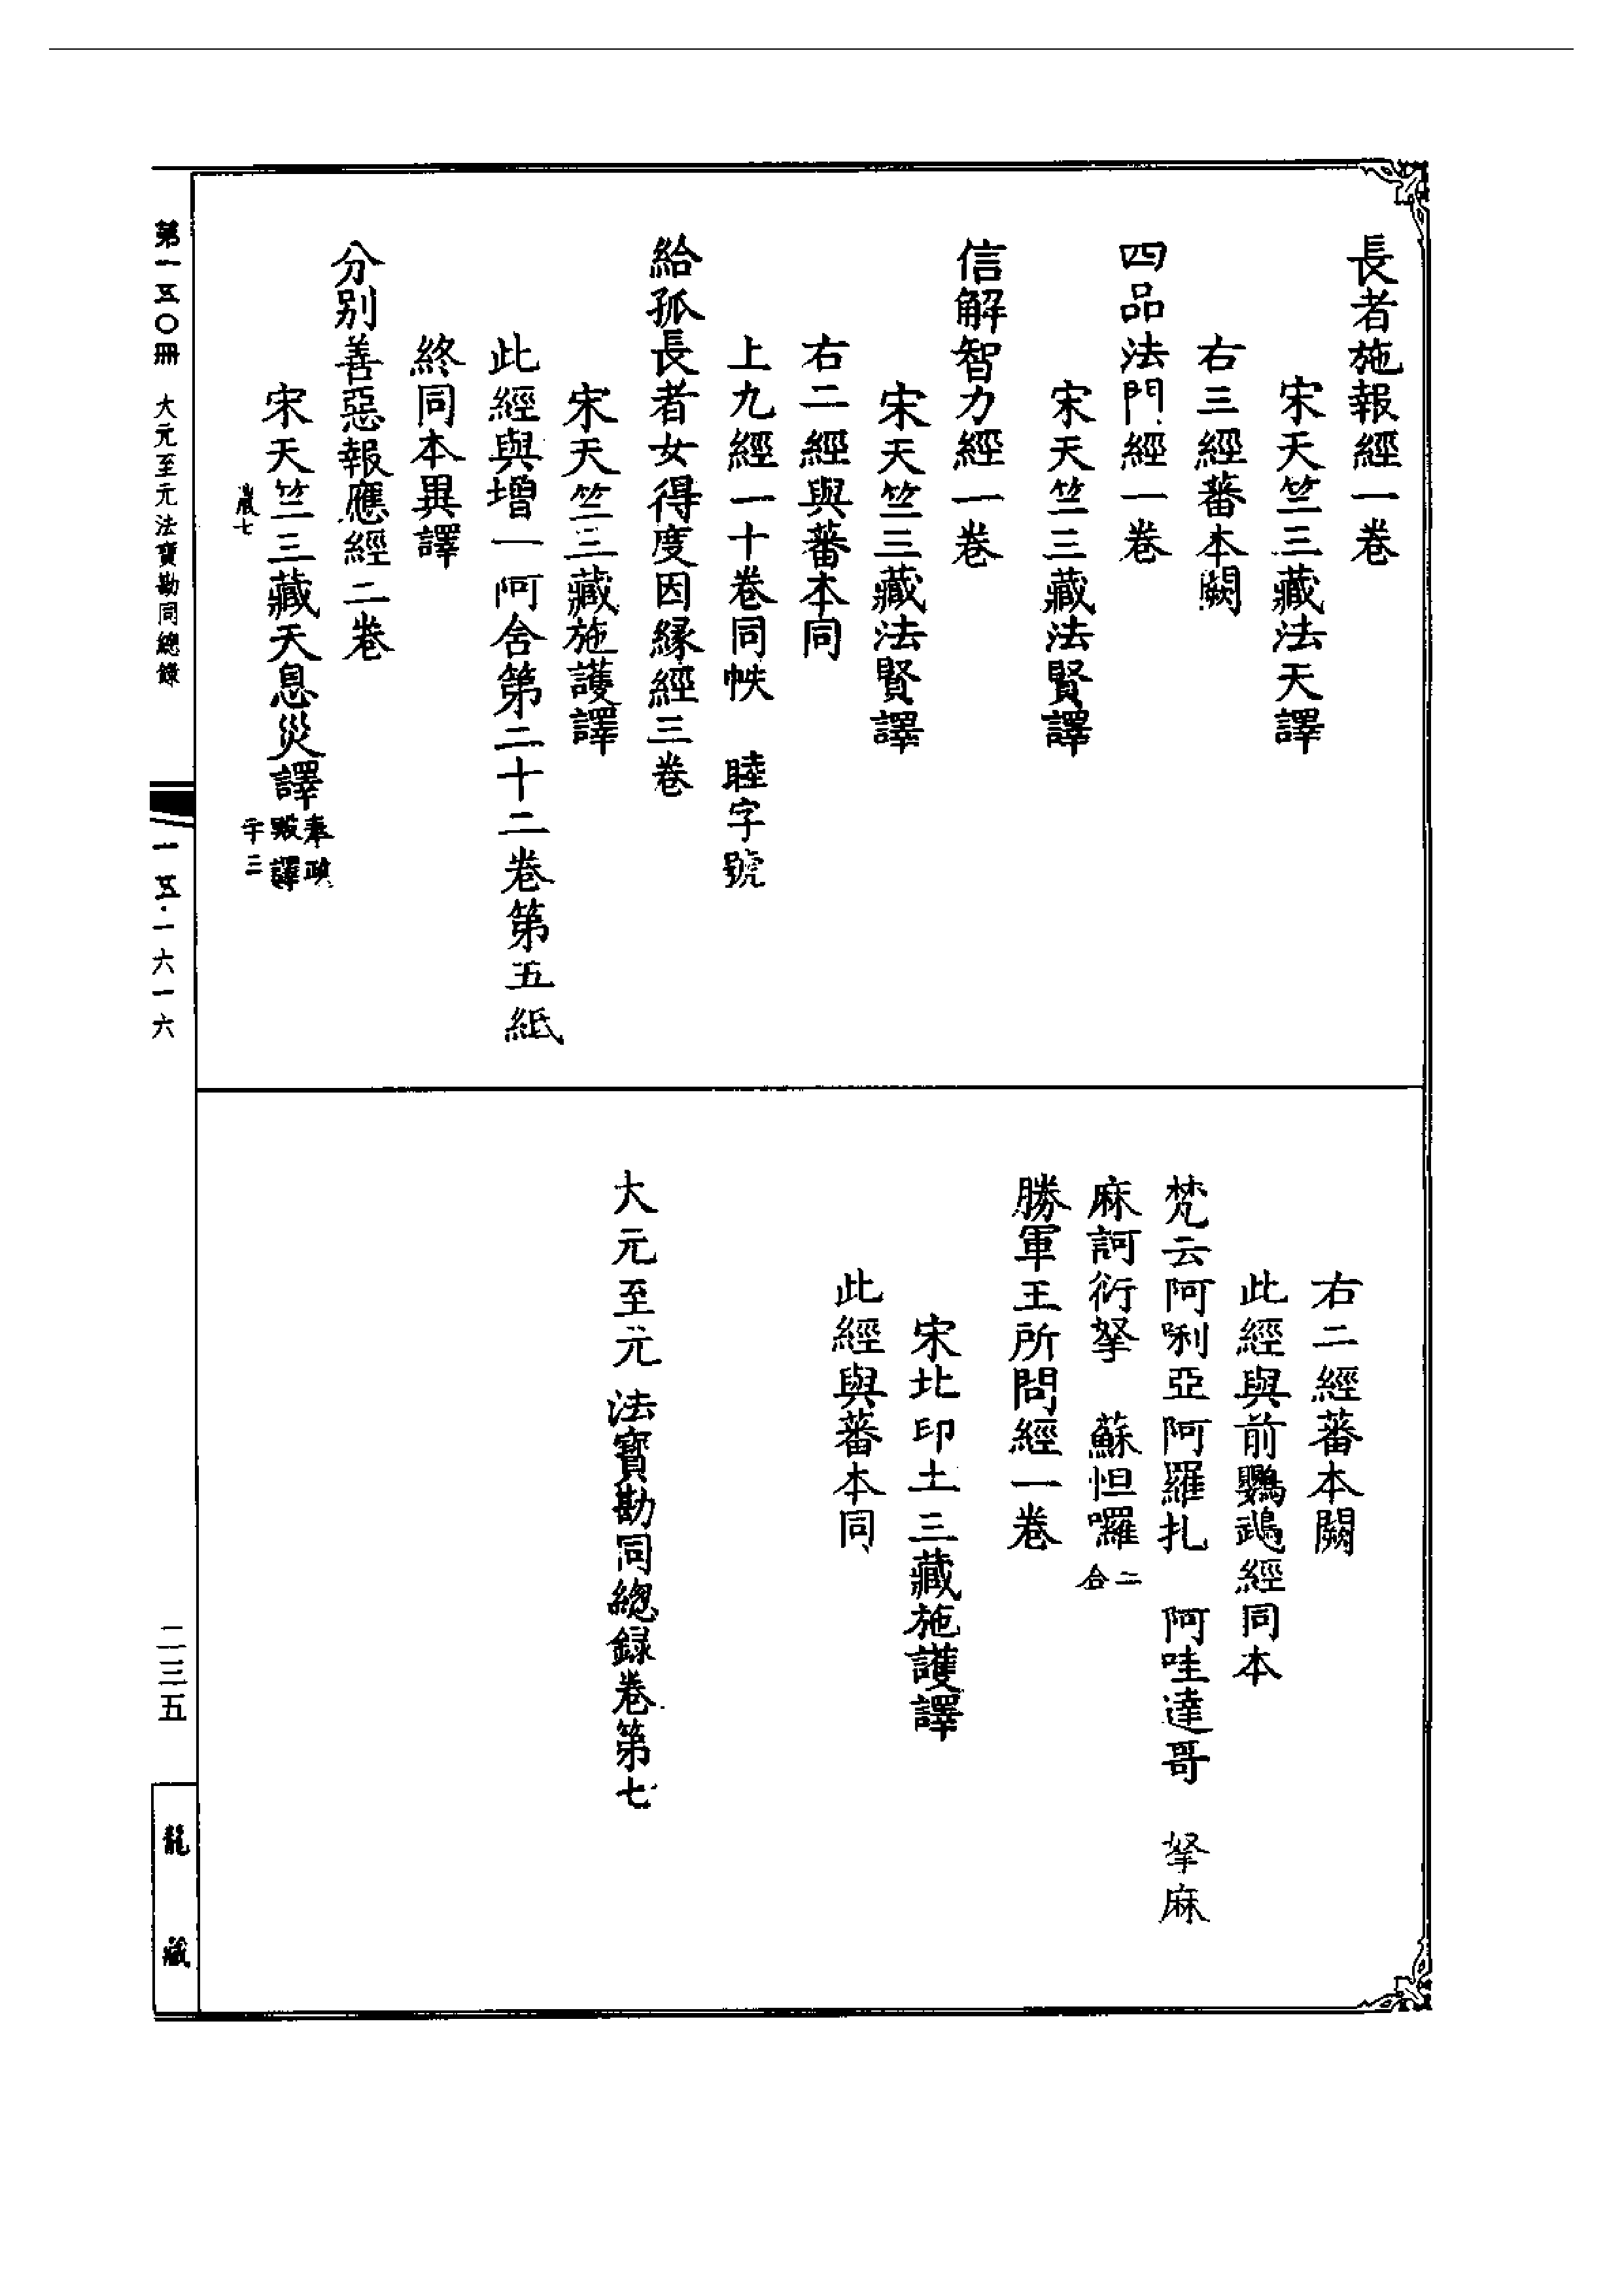 長者施報經一卷
宋天竺三藏法天譯
右三經蕃本闕
四品法門經一卷
宋天竺三藏法賢譯
信解智力經一卷
宋天竺三藏法賢譯
右二經與蕃本同
上九經一十卷同帙　睦字號
給孤長者女得度因緣經三卷
宋天竺三藏施護譯
此經與增一阿含第二十二卷第五紙
終同本異譯
分別善惡報應經二卷
宋天竺三藏天息災譯
右二經蕃本闕
此經與前鸚鵡經同本
梵云阿唎亞阿羅扎　阿哇達哥　拏麻
麻訶衍拏　蘇怛囉二合
勝軍王所問經一卷
宋北印土三藏施護譯
此經與蕃本同
大元至元法寶勘同總録卷第七
第一五〇冊　大元至元法寶勘同總錄
一五·一六一六
二三五
龍藏